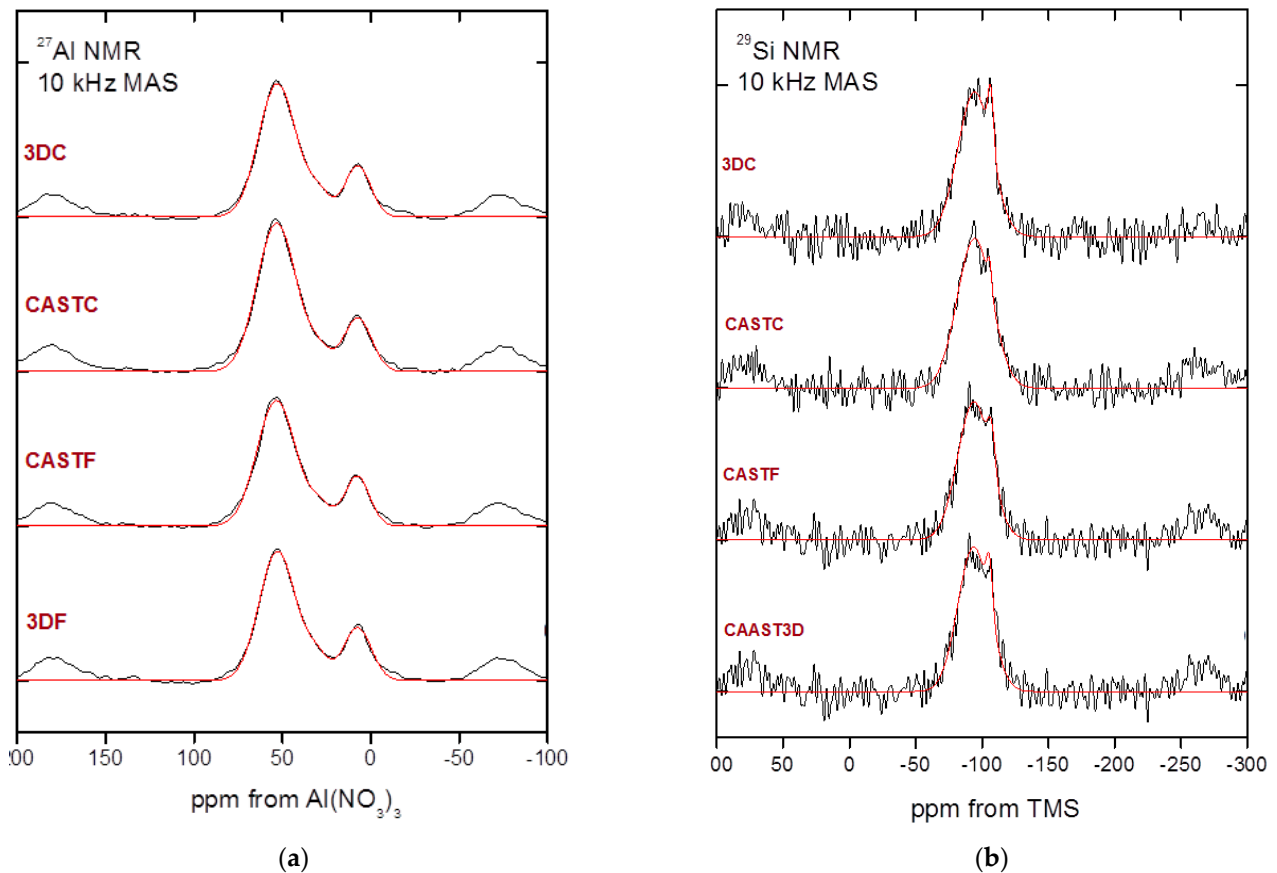 ²⁷Al NMR
10 kHz MAS
3DC
CASTC
CASTF
3DF
00 150 100 50 0 -50 -100
ppm from Al(NO₃)₃
(a)
²⁹Si NMR
10 kHz MAS
3DC
CASTC
CASTF
CAAST3D
00 50 0 -50 -100 -150 -200 -250 -300
ppm from TMS
(b)